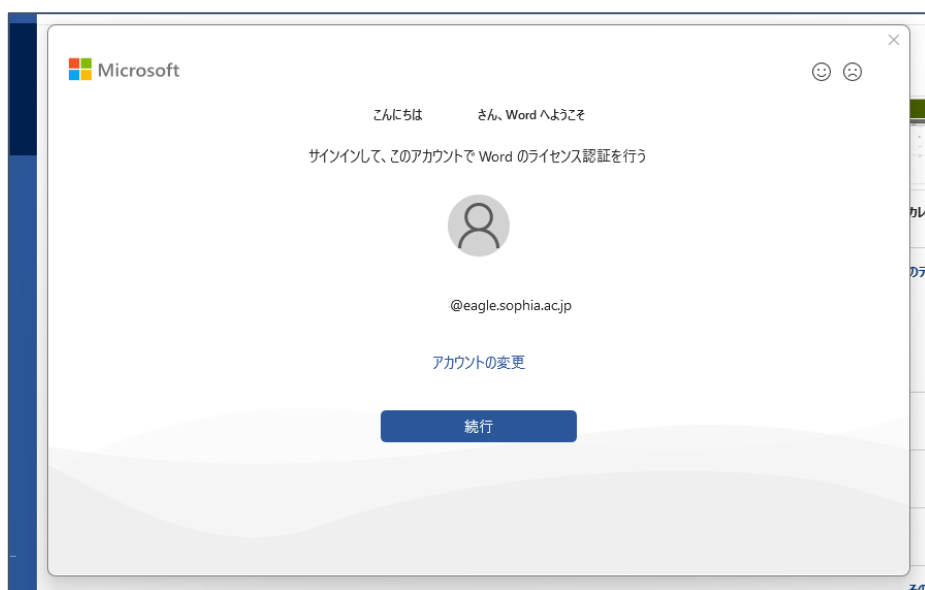 Microsoft
こんにちは さん、Word へようこそ
サインインして、このアカウントで Word のライセンス認証を行う
@eagle.sophia.ac.jp
アカウントの変更
続行
カレ